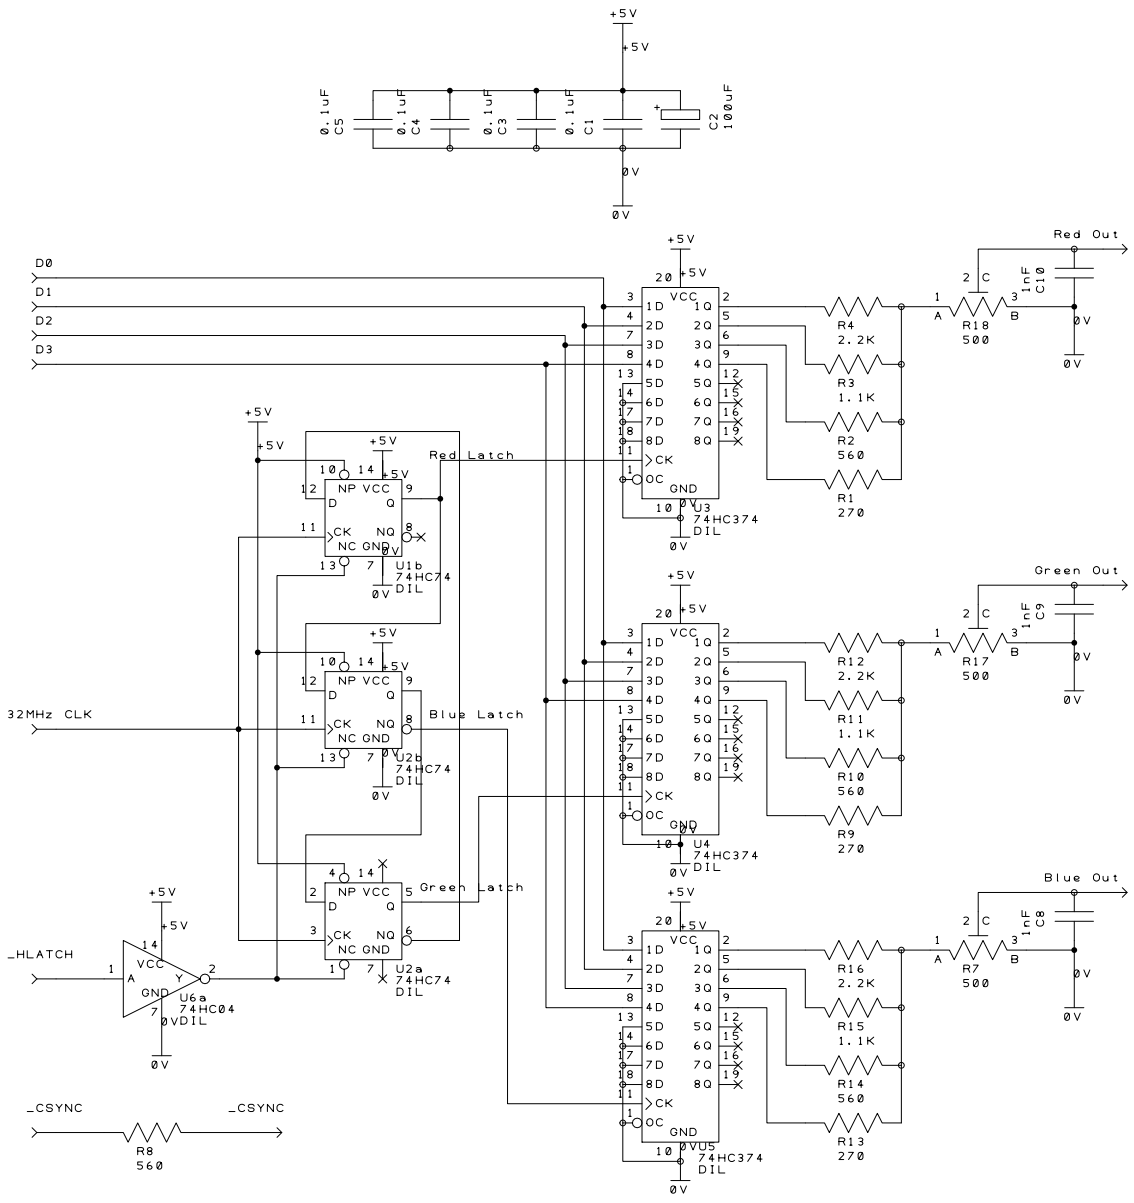 +5V
+5V
0.1uF C5
0.1uF C4
0.1uF C3
0.1uF C1
+ C2 100uF
0V
0V
D0
D1
D2
D3
+5V
+5V
20
VCC
3 1D 1Q 2
4 2D 2Q 5
7 3D 3Q 6
8 4D 4Q 9
13 5D 5Q 12
14 6D 6Q 15
17 7D 7Q 16
18 8D 8Q 19
11 CK
1 OC
GND
0V
10
U3
74HC374
DIL
0V
R4
2.2K
R3
1.1K
R2
560
R1
270
Red Out
2 C
1 3
A B
R18
500
1nF C10
0V
0V
+5V
+5V
Red Latch
10 14 +5V
+5V
12 NP VCC 9
D Q
11 CK NQ 8
NC GND
0V
13 7
U1b
74HC74
DIL
0V
+5V
10 14 +5V
12 NP VCC 9
D Q
Blue Latch
32MHz CLK
11 CK NQ 8
NC GND
0V
13 7
U2b
74HC74
DIL
0V
4 14
Green Latch
2 NP VCC 5
D Q
3 CK NQ 6
NC GND
1 7
U2a
74HC74
DIL
+5V
+5V
14
VCC
_HLATCH
1 A Y 2
GND
7
U6a
74HC04
0V DIL
0V
_CSYNC _CSYNC
R8
560
+5V
+5V
20
VCC
3 1D 1Q 2
4 2D 2Q 5
7 3D 3Q 6
8 4D 4Q 9
13 5D 5Q 12
14 6D 6Q 15
17 7D 7Q 16
18 8D 8Q 19
11 CK
1 OC
GND
0V
10
U4
74HC374
DIL
0V
R12
2.2K
R11
1.1K
R10
560
R9
270
Green Out
2 C
1 3
A B
R17
500
1nF C9
0V
0V
+5V
+5V
20
VCC
3 1D 1Q 2
4 2D 2Q 5
7 3D 3Q 6
8 4D 4Q 9
13 5D 5Q 12
14 6D 6Q 15
17 7D 7Q 16
18 8D 8Q 19
11 CK
1 OC
GND
10 0V
U5
74HC374
DIL
0V
R16
2.2K
R15
1.1K
R14
560
R13
270
Blue Out
2 C
1 3
A B
R7
500
1nF C8
0V
0V